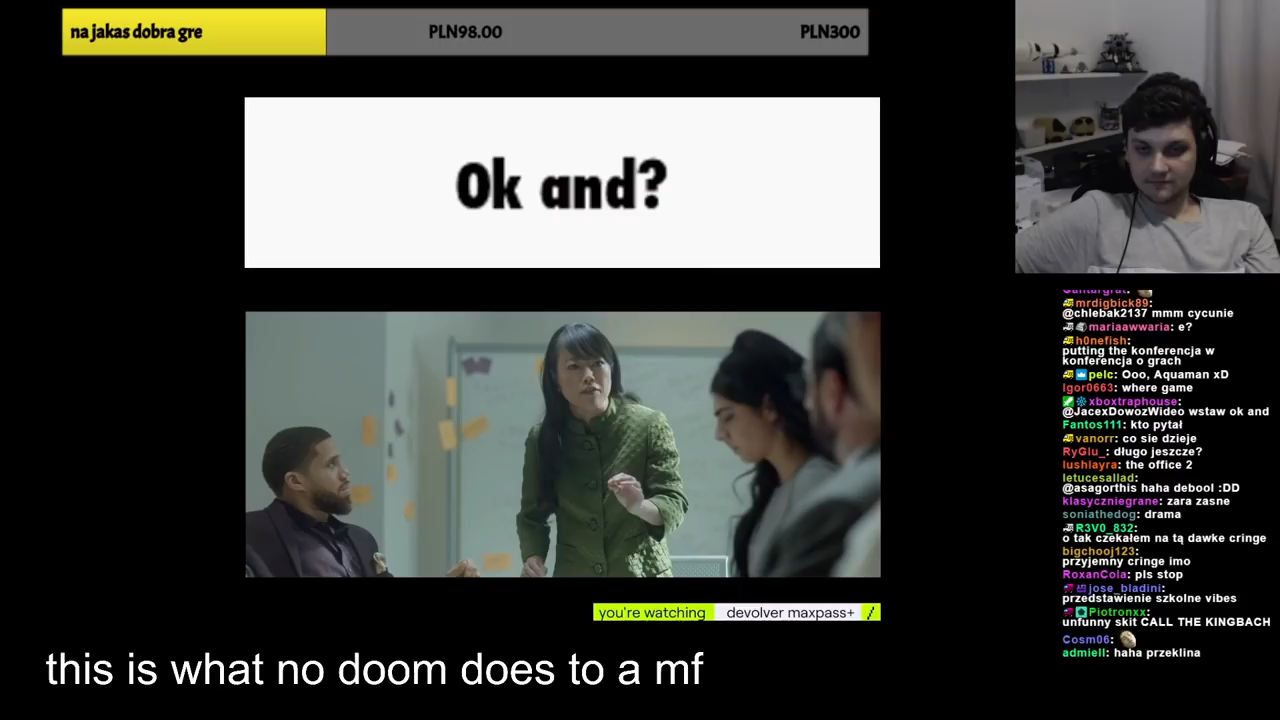 na jakas dobra gre PLN98.00 PLN300
Ok and?
mrdigbick89:
@chlebak2137 mmm cycunie
mariaawwaria: e?
h0nefish:
putting the konferencja w
konferencja o grach
pelc: Ooo, Aquaman xD
Igor0663: where game
xboxtraphouse:
@JacexDowozWideo wstaw ok and
Fantos111: kto pytał
vanorr: co sie dzieje
RyGlu_: długo jeszcze?
lushlayra: the office 2
letucesallad:
@asagorthis haha debool :DD
klasyczniegrane: zara zasne
soniathedog: drama
R3V0_832:
o tak czekałem na tą dawke cringe
bigchooj123:
przyjemny cringe imo
RoxanCola: pls stop
jose_bladini:
przedstawienie szkolne vibes
Piotronxx:
unfunny skit CALL THE KINGBACH
Cosm06:
admiell: haha przeklina
you're watching devolver maxpass+ /
this is what no doom does to a mf